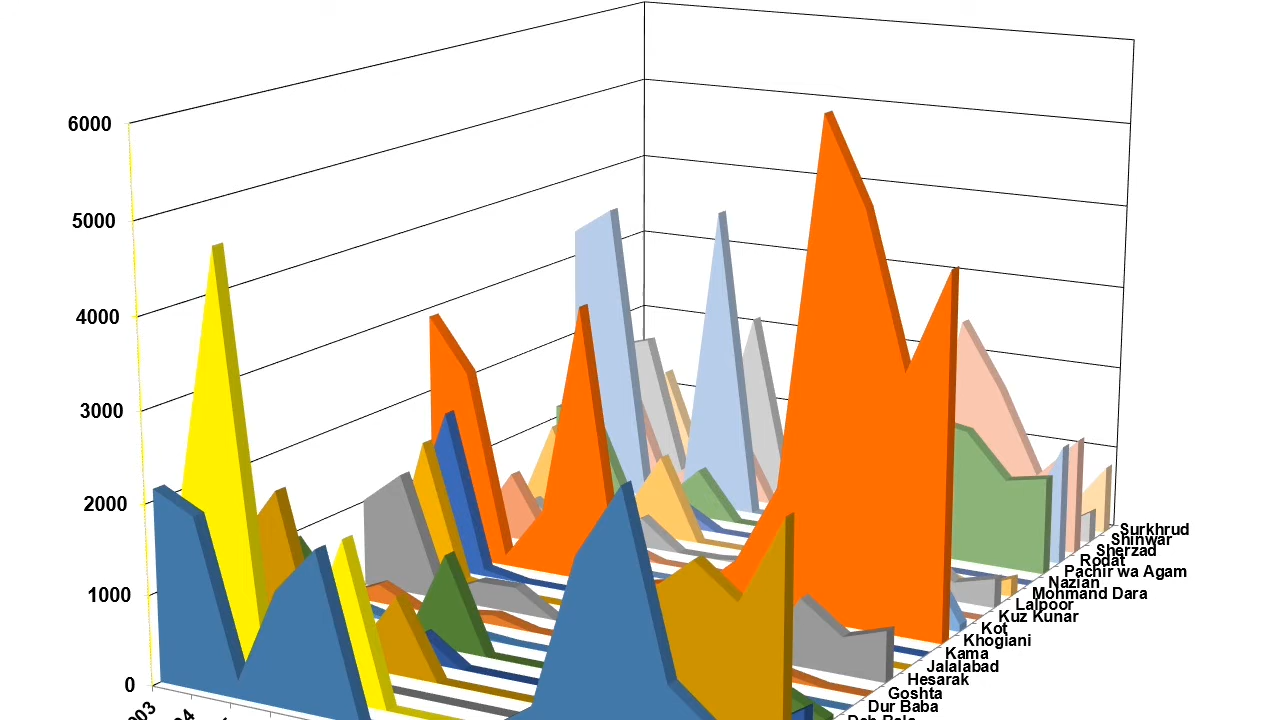 6000
5000
4000
3000
2000
1000
0
Surkhrud
Shinwar
Sherzad
Rodat
Pachir wa Agam
Nazian
Mohmand Dara
Lalpoor
Kuz Kunar
Kot
Khogiani
Kama
Jalalabad
Hesarak
Goshta
Dur Baba